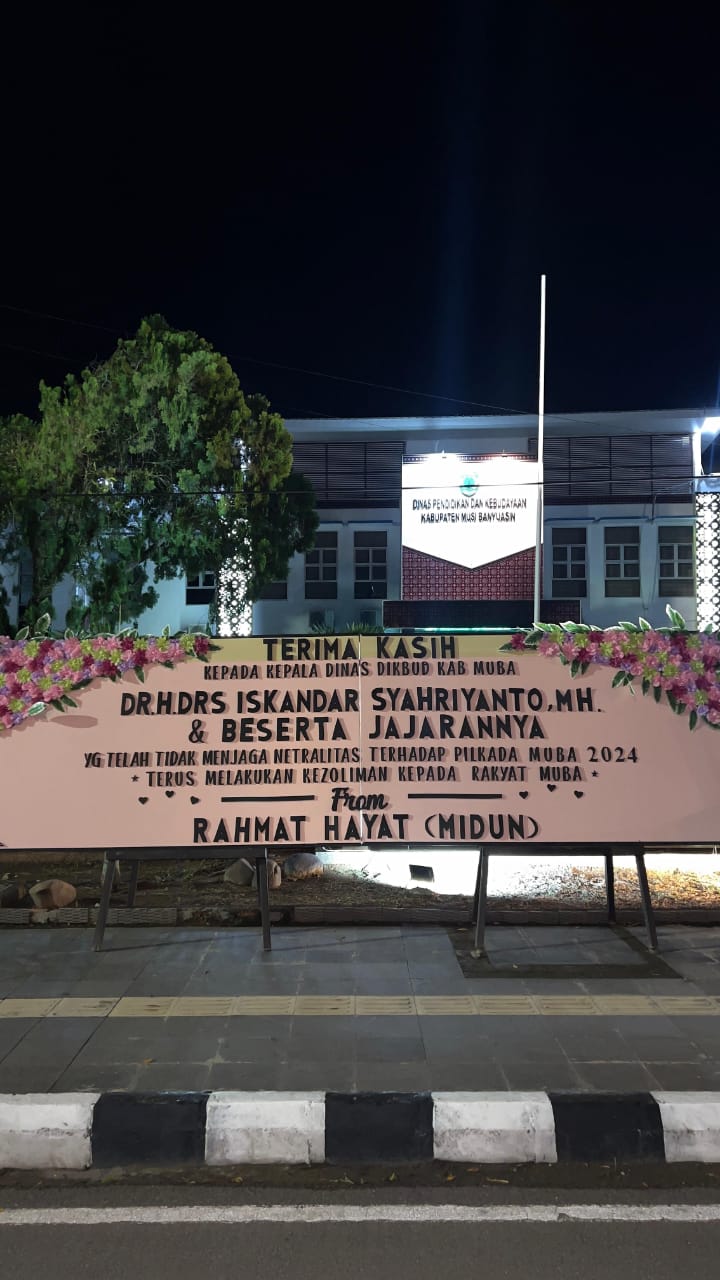 DINAS PENDIDIKAN DAN KEBUDAYAAN
KABUPATEN MUSI BANYUASIN
TERIMA KASIH
KEPADA KEPALA DINAS DIKBUD KAB MUBA
DR.H.DRS ISKANDAR SYAHRIYANTO,MH.
& BESERTA JAJARANNYA
YG TELAH TIDAK MENJAGA NETRALITAS TERHADAP PILKADA MUBA 2024
* TERUS MELAKUKAN KEZOLIMAN KEPADA RAKYAT MUBA *
From
RAHMAT HAYAT (MIDUN)